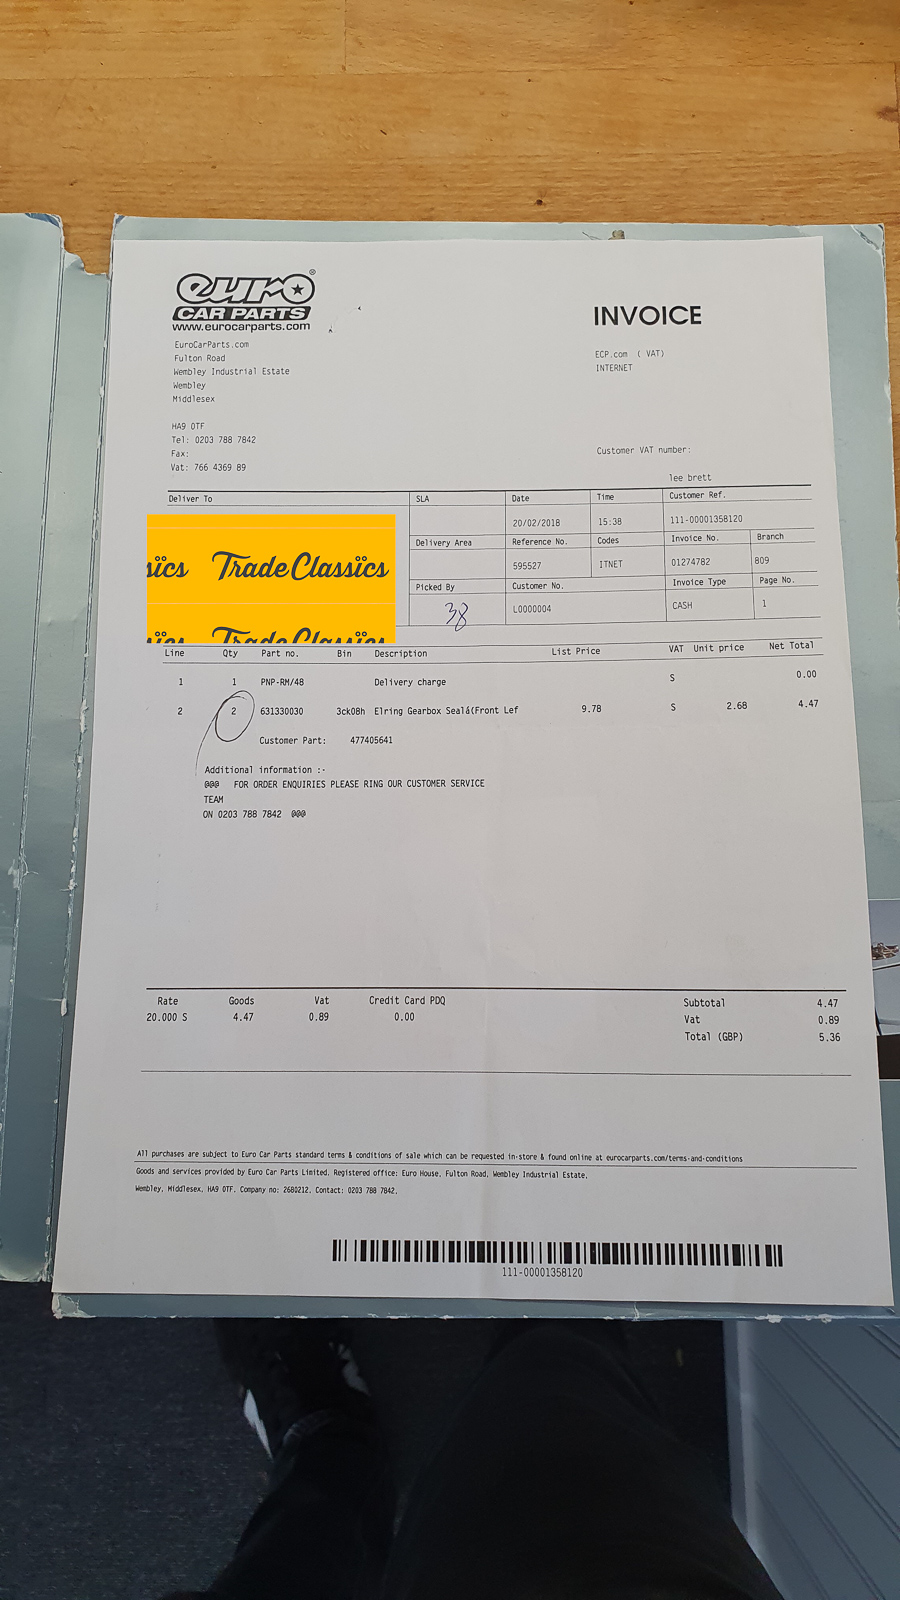 euro®
CAR PARTS
www.eurocarparts.com
INVOICE
EuroCarParts.com
Fulton Road
Wembley Industrial Estate
Wembley
Middlesex
ECP.com ( VAT)
INTERNET
HA9 0TF
Tel: 0203 788 7842
Fax:
Vat: 766 4369 89
Customer VAT number:
lee brett
Deliver To SLA Date Time Customer Ref.
20/02/2018 15:38 111-00001358120
Delivery Area Reference No. Codes Invoice No. Branch
595527 ITNET 01274782 809
Picked By Customer No. Invoice Type Page No.
38 L0000004 CASH 1
ssics TradeClassics
ssics TradeClassics
Line Qty Part no. Bin Description List Price VAT Unit price Net Total
1 1 PNP-RM/48 Delivery charge S 0.00
2 2 631330030 3ck08h Elring Gearbox Sealá(Front Lef 9.78 S 2.68 4.47
Customer Part: 477405641
Additional information :-
@@@ FOR ORDER ENQUIRIES PLEASE RING OUR CUSTOMER SERVICE
TEAM
ON 0203 788 7842 @@@
Rate Goods Vat Credit Card PDQ Subtotal 4.47
20.000 S 4.47 0.89 0.00 Vat 0.89
Total (GBP) 5.36
All purchases are subject to Euro Car Parts standard terms & conditions of sale which can be requested in-store & found online at eurocarparts.com/terms-and-conditions
Goods and services provided by Euro Car Parts Limited. Registered office: Euro House, Fulton Road, Wembley Industrial Estate,
Wembley, Middlesex, HA9 0TF. Company no: 2680212. Contact: 0203 788 7842.
111-00001358120